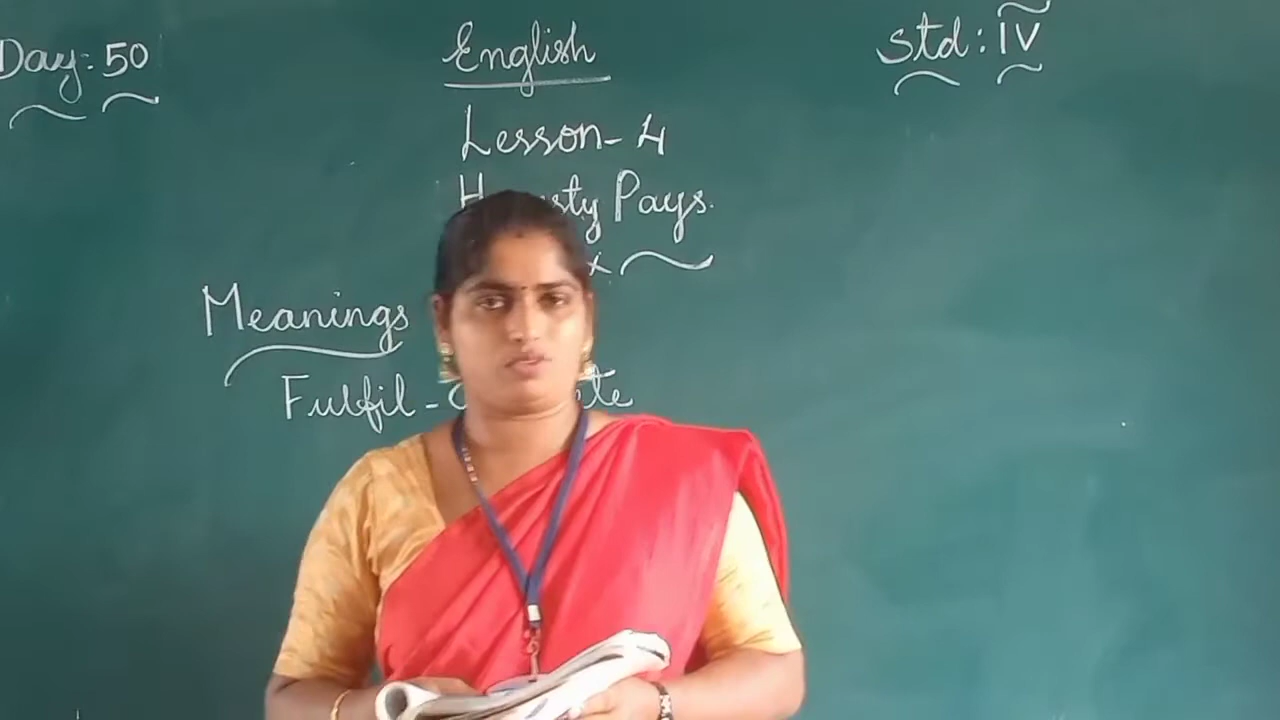 Day: 50
English
Std: IV
Lesson - 4
Pays.
Meanings
Fulfil -